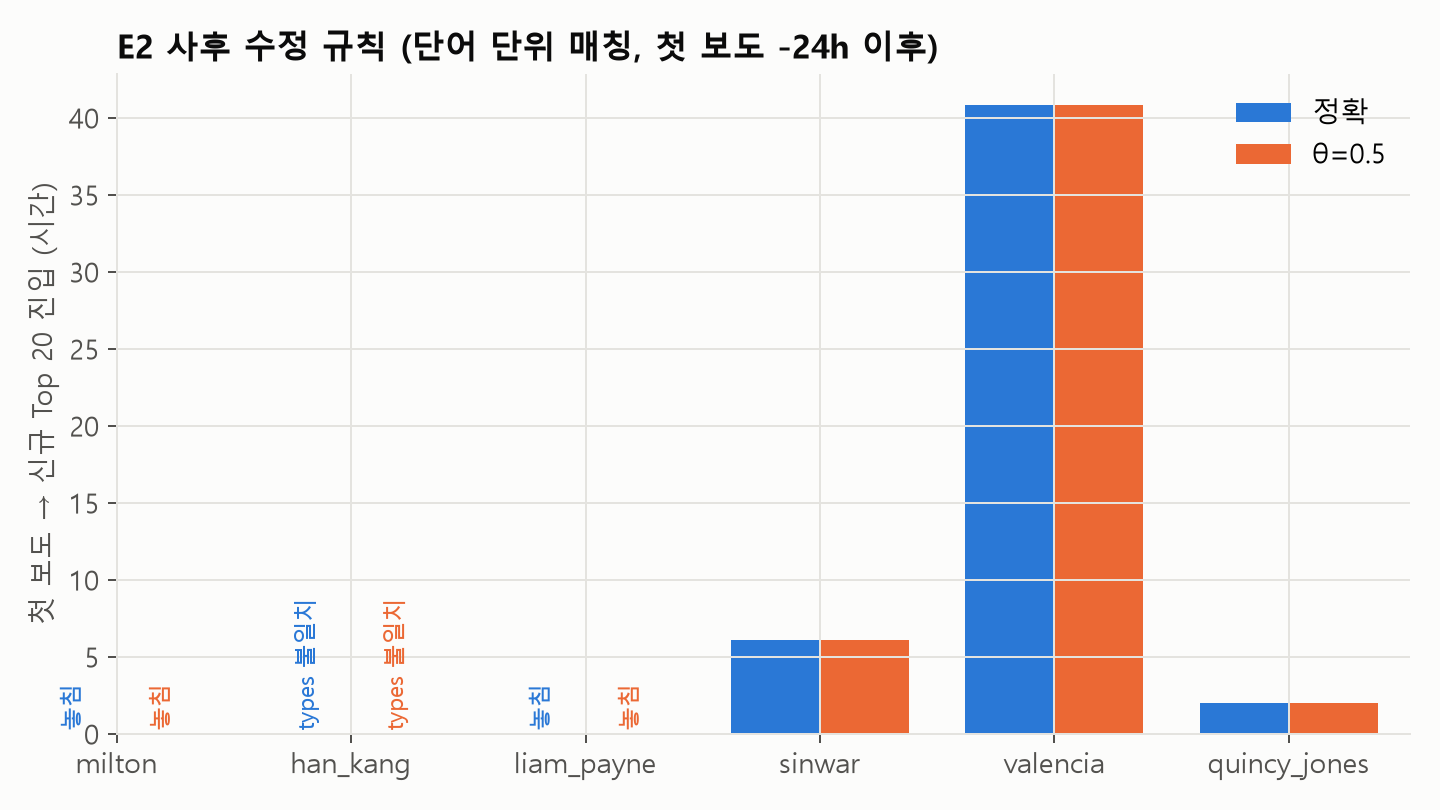 E2 사후 수정 규칙 (단어 단위 매칭, 첫 보도 -24h 이후)
첫 보도 → 신규 Top 20 진입 (시간)
40
35
30
25
20
15
10
5
0
정확
θ=0.5
놓침
놓침
types 불일치
types 불일치
놓침
놓침
milton
han_kang
liam_payne
sinwar
valencia
quincy_jones